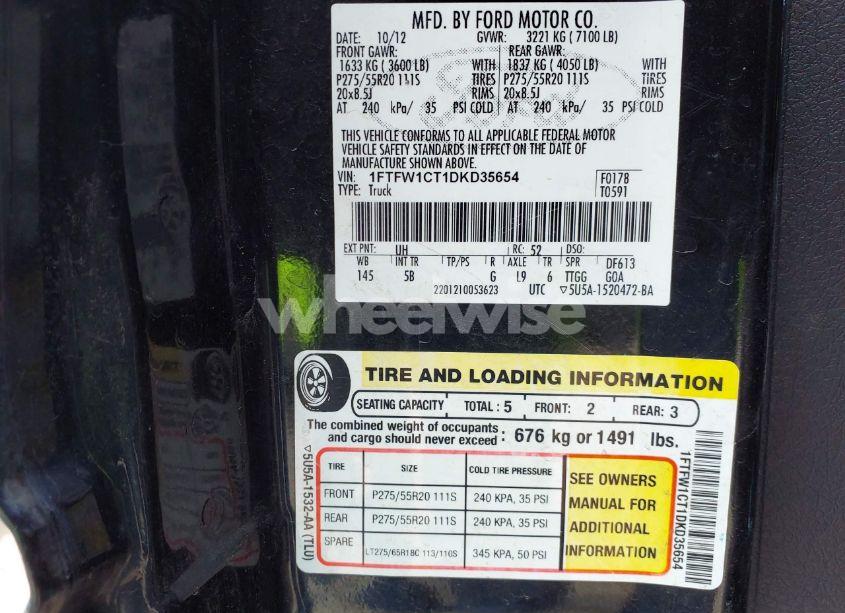 MFD. BY FORD MOTOR CO.
DATE: 10/12 GVWR: 3221 KG ( 7100 LB)
FRONT GAWR: REAR GAWR:
1633 KG ( 3600 LB) WITH 1837 KG ( 4050 LB) WITH
P275/55R20 111S TIRES P275/55R20 111S TIRES
20x8.5J RIMS 20x8.5J RIMS
AT 240 kPa/ 35 PSI COLD AT 240 kPa/ 35 PSI COLD
THIS VEHICLE CONFORMS TO ALL APPLICABLE FEDERAL MOTOR
VEHICLE SAFETY STANDARDS IN EFFECT ON THE DATE OF
MANUFACTURE SHOWN ABOVE.
VIN: 1FTFW1CT1DKD35654 F0178
TYPE: Truck T0591
EXT PNT: UH RC: 52 DSO:
WB INT TR TP/PS R AXLE TR SPR DF613
145 5B G L9 6 TTGG GOA
2201210053623 UTC ▽5U5A-1520472-BA
wheelwise
TIRE AND LOADING INFORMATION
SEATING CAPACITY TOTAL : 5 FRONT: 2 REAR: 3
The combined weight of occupants
and cargo should never exceed : 676 kg or 1491 lbs.
TIRE SIZE COLD TIRE PRESSURE
FRONT P275/55R20 111S 240 KPA, 35 PSI
REAR P275/55R20 111S 240 KPA, 35 PSI
SPARE LT275/65R18C 113/110S 345 KPA, 50 PSI
SEE OWNERS
MANUAL FOR
ADDITIONAL
INFORMATION
▽5U5A-1532-AA (TLU)
1FTFW1CT1DKD35654